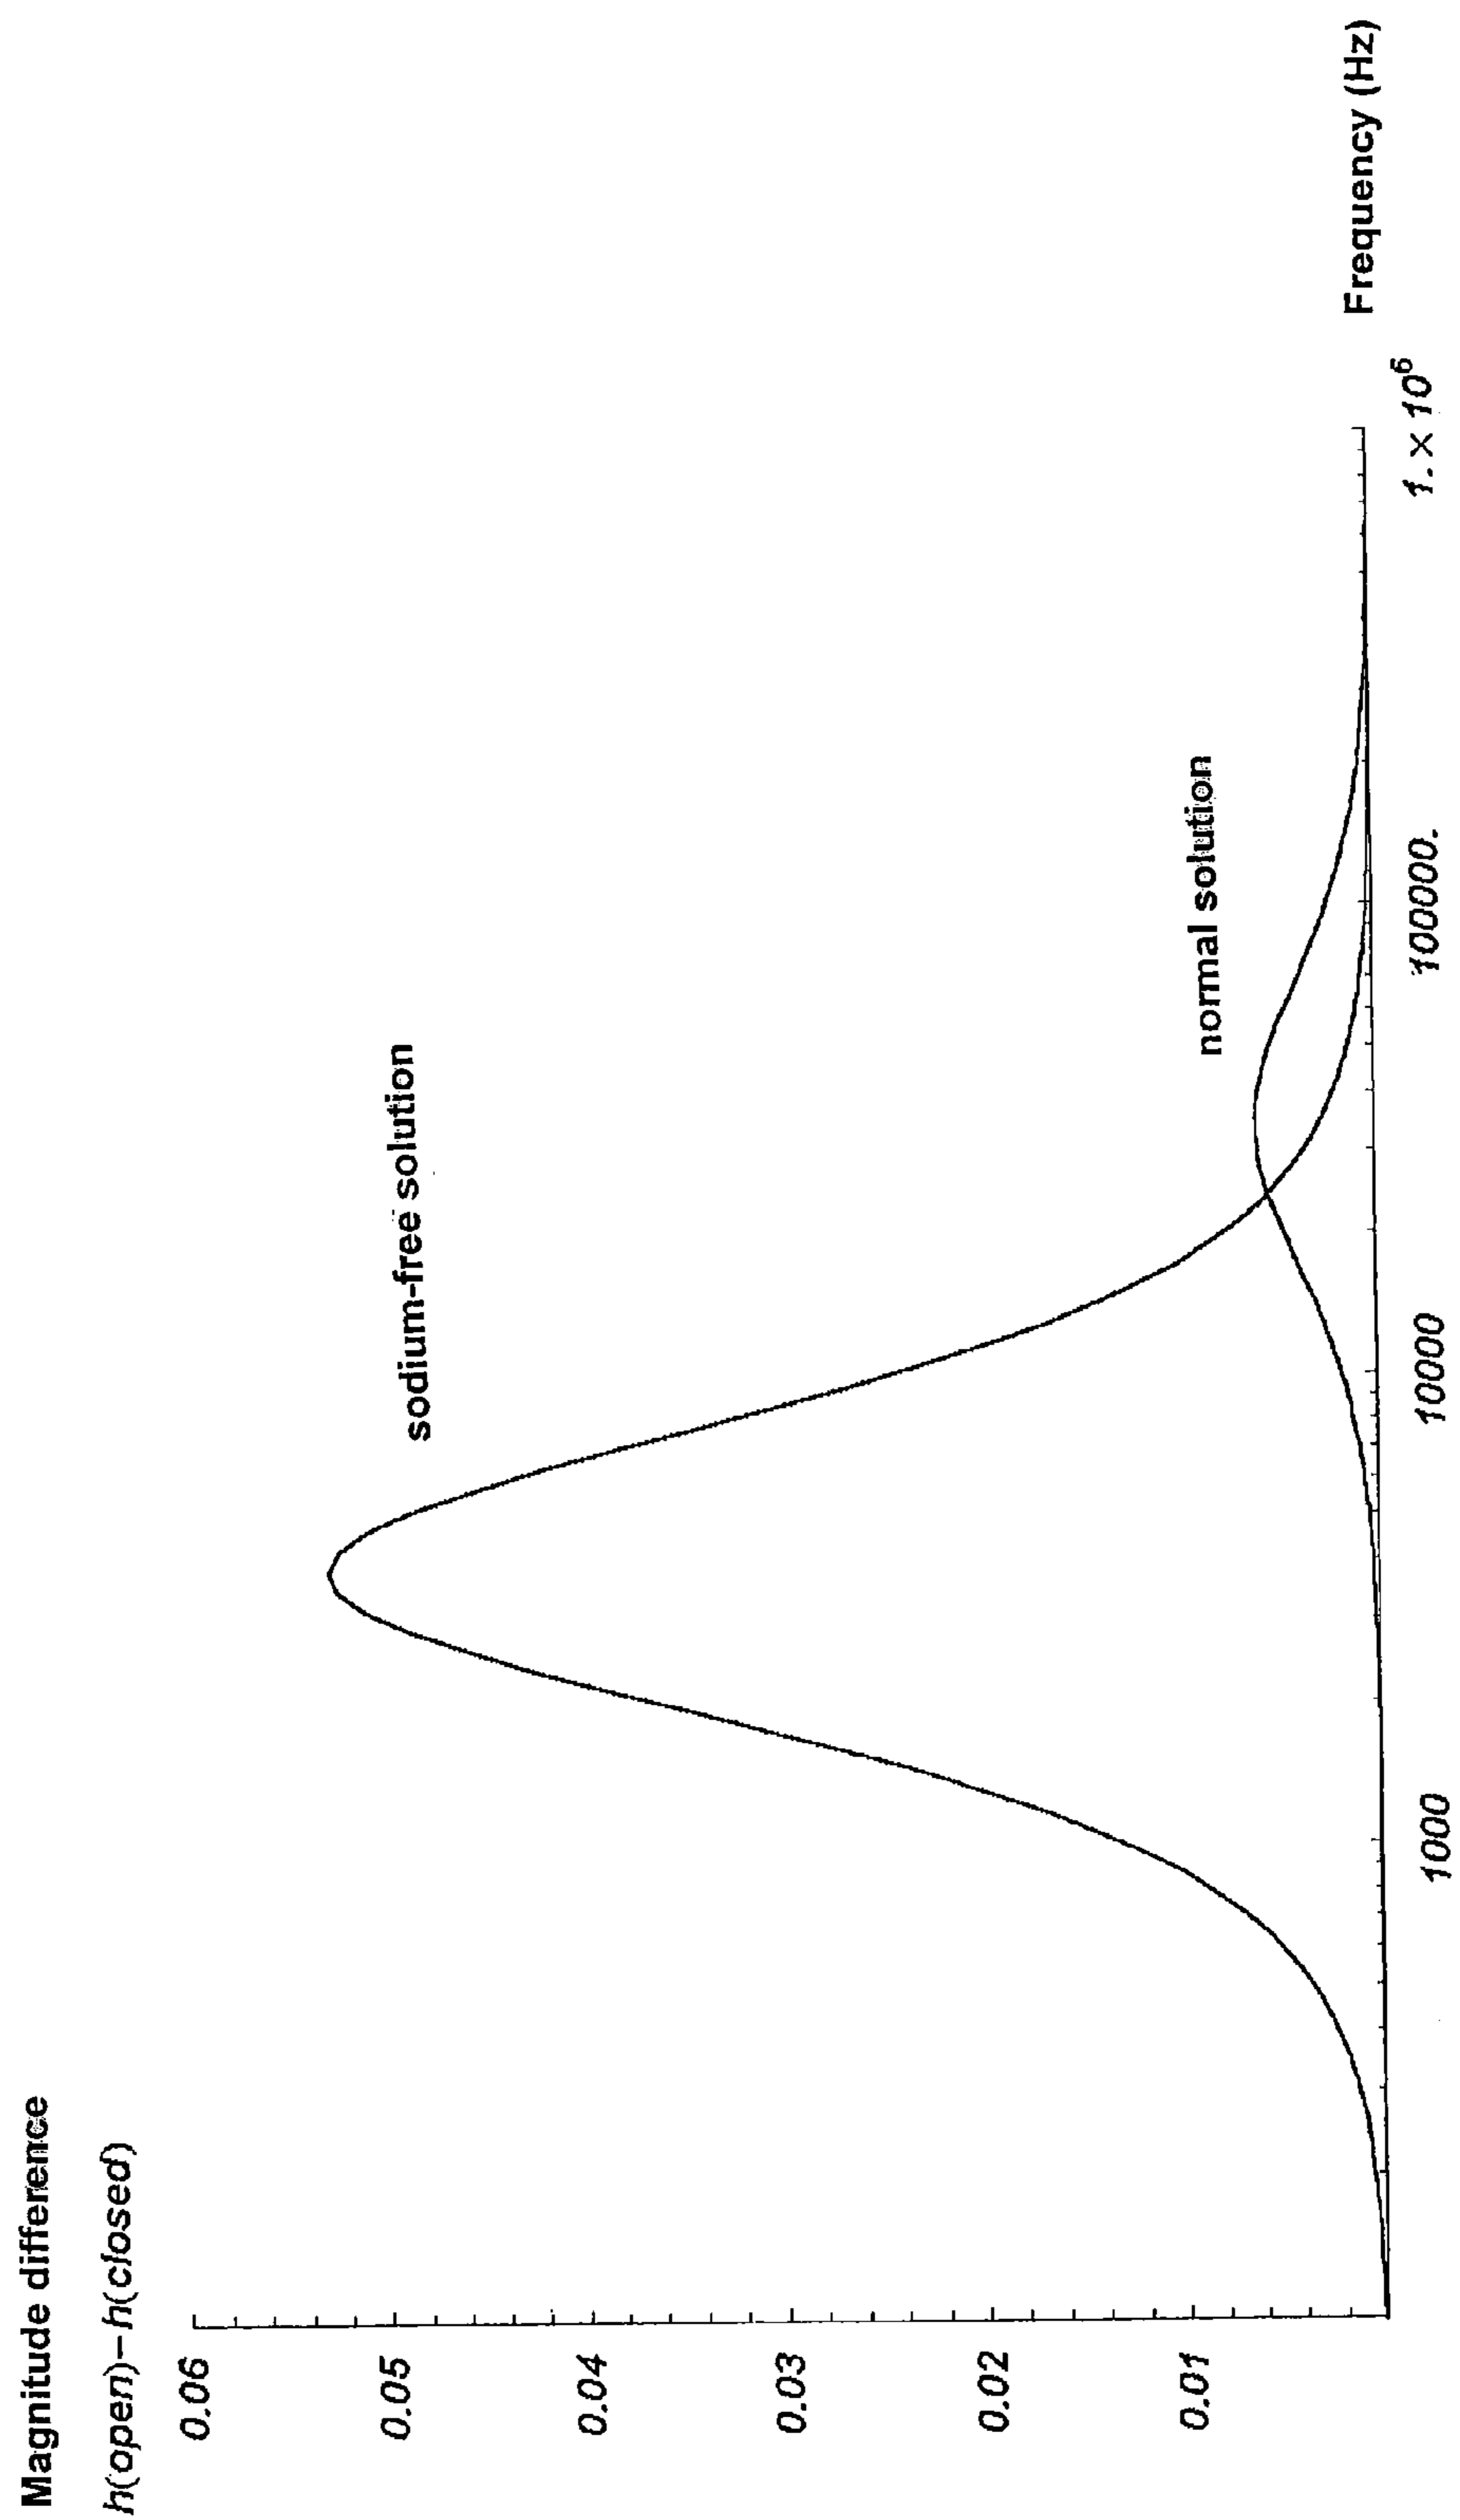 Magnitude difference
h(open)–h(closed)
0.06
0.05
0.04
0.03
0.02
0.01
sodium-free solution
normal solution
1000
10000
100000.
1. × 10⁶
Frequency (Hz)